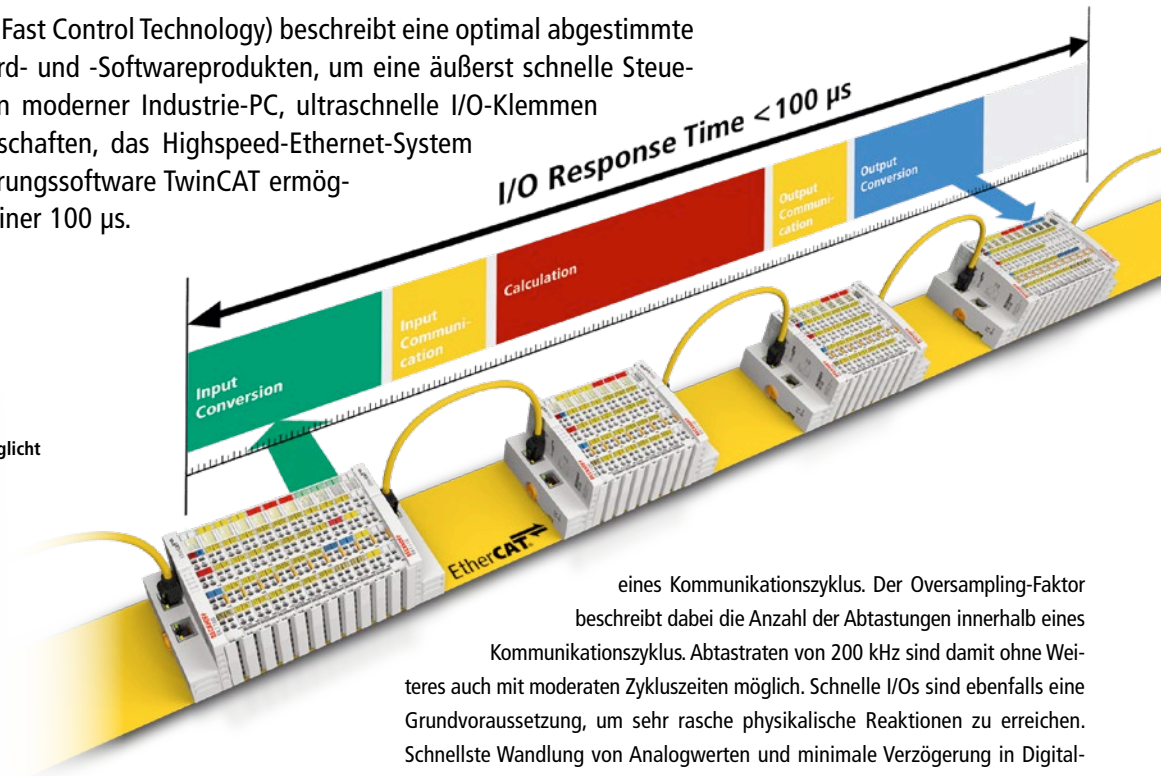 Fast Control Technology) beschreibt eine optimal abgestimmte
rd- und -Softwareprodukten, um eine äußerst schnelle Steue-
n moderner Industrie-PC, ultraschnelle I/O-Klemmen
schaften, das Highspeed-Ethernet-System
rungssoftware TwinCAT ermög-
iner 100 µs.
I/O Response Time < 100 µs
Input
Conversion
Input
Communi-
cation
Calculation
Output
Communi-
cation
Output
Conversion
glicht
EtherCAT
eines Kommunikationszyklus. Der Oversampling-Faktor
beschreibt dabei die Anzahl der Abtastungen innerhalb eines
Kommunikationszyklus. Abtastraten von 200 kHz sind damit ohne Wei-
teres auch mit moderaten Zykluszeiten möglich. Schnelle I/Os sind ebenfalls eine
Grundvoraussetzung, um sehr rasche physikalische Reaktionen zu erreichen.
Schnellste Wandlung von Analogwerten und minimale Verzögerung in Digital-